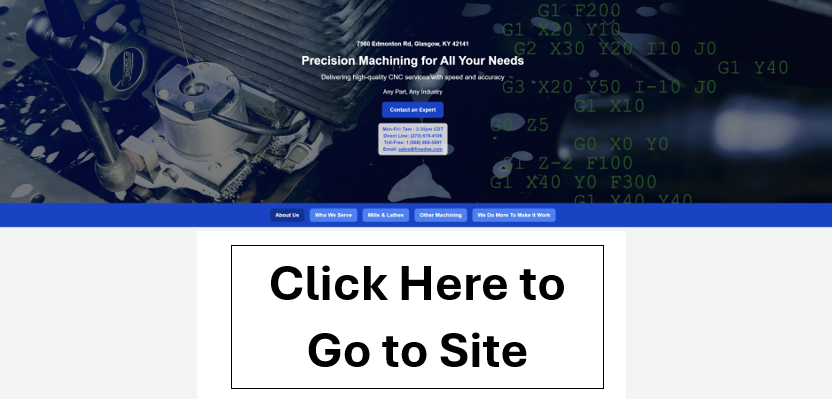 7560 Edmonton Rd, Glasgow, KY 42141
Precision Machining for All Your Needs
Delivering high-quality CNC services with speed and accuracy
Any Part, Any Industry
Contact an Expert
Mon-Fri: 7am - 3:30pm CDT
Direct Line: (270) 678-4106
Toll-Free: 1 (888)
Email:
G1 F200
G1 X20 Y10
G2 X30 Y20 I10 J0
G1 Y40
G3 X20 Y50 I-10 J0
G1 X10
G0 Z5
G0 X0 Y0
G1 Z-2 F100
G1 X40 Y0 F300
G1 X40 Y40
About Us
Who We Serve
Mills & Lathes
Other Machining
We Do More To Make It Work
Click Here to
Go to Site